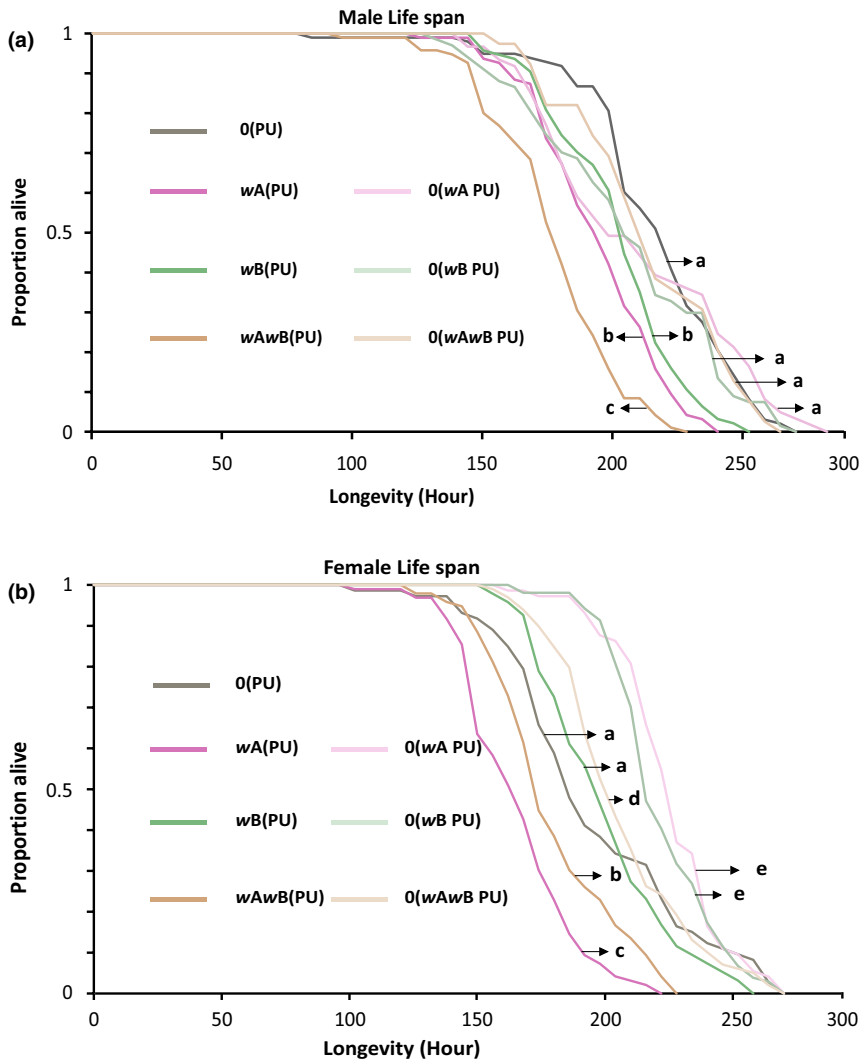 (a)
Male Life span
1
0(PU)
wA(PU) 0(wA PU)
wB(PU) 0(wB PU)
wAwB(PU) 0(wAwB PU)
Proportion alive
0.5
0
a
b b
a
a
c a
0 50 100 150 200 250 300
Longevity (Hour)
(b)
Female Life span
1
0(PU)
wA(PU) 0(wA PU)
wB(PU) 0(wB PU)
wAwB(PU) 0(wAwB PU)
Proportion alive
0.5
0
a
a
d
b
e
e
c
0 50 100 150 200 250 300
Longevity (Hour)